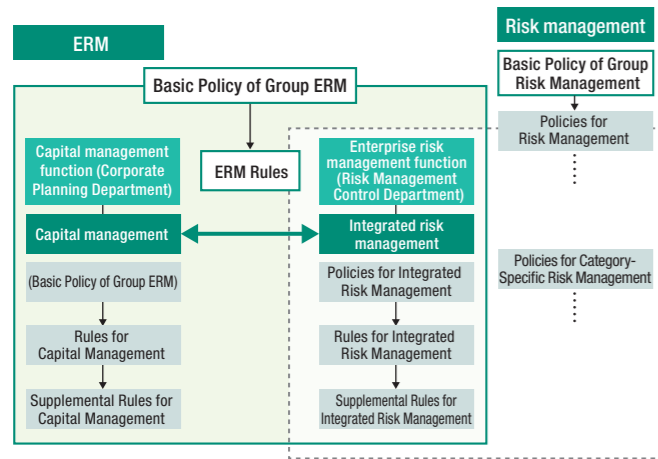 ERM
Risk management
Basic Policy of Group ERM
Basic Policy of Group
Risk Management
Policies for
Risk Management
Capital management
function (Corporate
Planning Department)
ERM Rules
Enterprise risk
management function
(Risk Management
Control Department)
Capital management
Integrated risk
management
(Basic Policy of Group ERM)
Policies for Integrated
Risk Management
Policies for Category-
Specific Risk Management
Rules for
Capital Management
Rules for Integrated
Risk Management
Supplemental Rules for
Capital Management
Supplemental Rules for
Integrated Risk Management